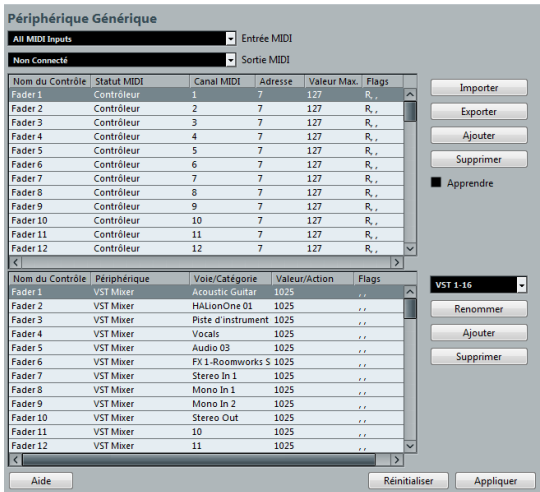 Périphérique Générique
All MIDI Inputs Entrée MIDI
Non Connecté Sortie MIDI
Nom du Contrôle Statut MIDI Canal MIDI Adresse Valeur Max. Flags
Fader 1 Contrôleur 1 7 127 R, ,
Fader 2 Contrôleur 2 7 127 R, ,
Fader 3 Contrôleur 3 7 127 R, ,
Fader 4 Contrôleur 4 7 127 R, ,
Fader 5 Contrôleur 5 7 127 R, ,
Fader 6 Contrôleur 6 7 127 R, ,
Fader 7 Contrôleur 7 7 127 R, ,
Fader 8 Contrôleur 8 7 127 R, ,
Fader 9 Contrôleur 9 7 127 R, ,
Fader 10 Contrôleur 10 7 127 R, ,
Fader 11 Contrôleur 11 7 127 R, ,
Fader 12 Contrôleur 12 7 127 R, ,
Importer
Exporter
Ajouter
Supprimer
Apprendre
Nom du Contrôle Périphérique Voie/Catégorie Valeur/Action Flags
Fader 1 VST Mixer Acoustic Guitar 1025 , ,
Fader 2 VST Mixer HALionOne 01 1025 , ,
Fader 3 VST Mixer Piste d'instrument 1025 , ,
Fader 4 VST Mixer Vocals 1025 , ,
Fader 5 VST Mixer Audio 03 1025 , ,
Fader 6 VST Mixer FX 1-Roomworks S 1025 , ,
Fader 7 VST Mixer Stereo In 1 1025 , ,
Fader 8 VST Mixer Mono In 1 1025 , ,
Fader 9 VST Mixer Mono In 2 1025 , ,
Fader 10 VST Mixer Stereo Out 1025 , ,
Fader 11 VST Mixer 10 1025 , ,
Fader 12 VST Mixer 11 1025 , ,
VST 1-16
Renommer
Ajouter
Supprimer
Aide Réinitialiser Appliquer